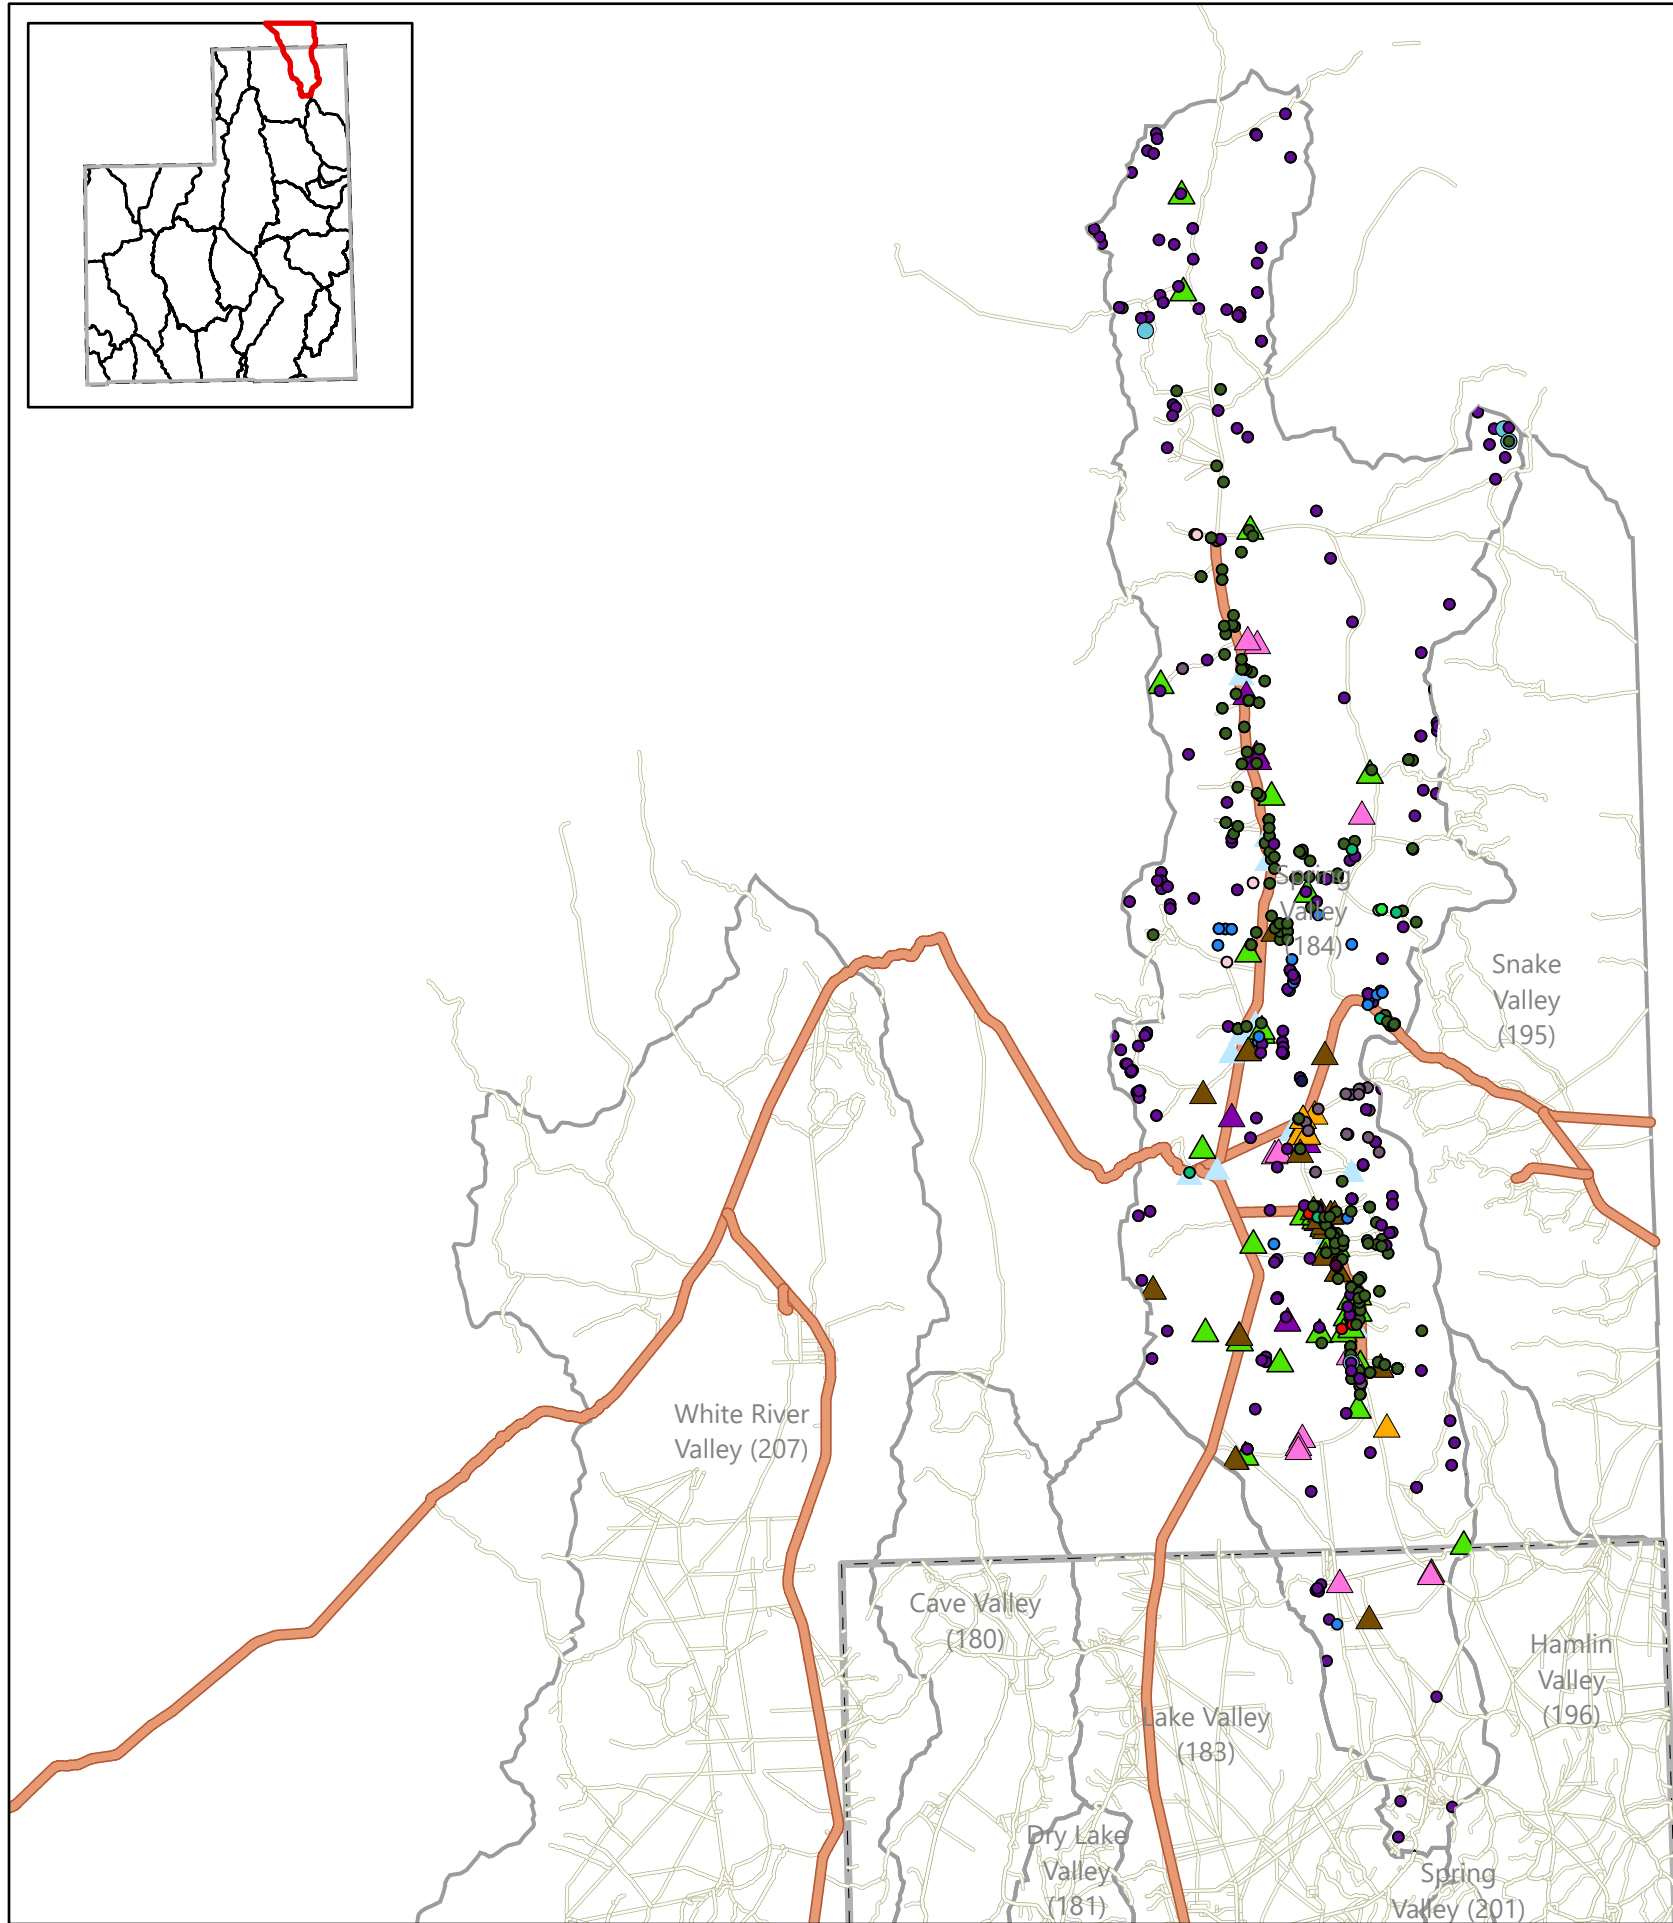 Spring
Valley
(184)
Snake
Valley
(195)
White River
Valley (207)
Cave Valley
(180)
Hamlin
Valley
(196)
Lake Valley
(183)
Dry Lake
Valley
(181)
Spring
Valley (201)